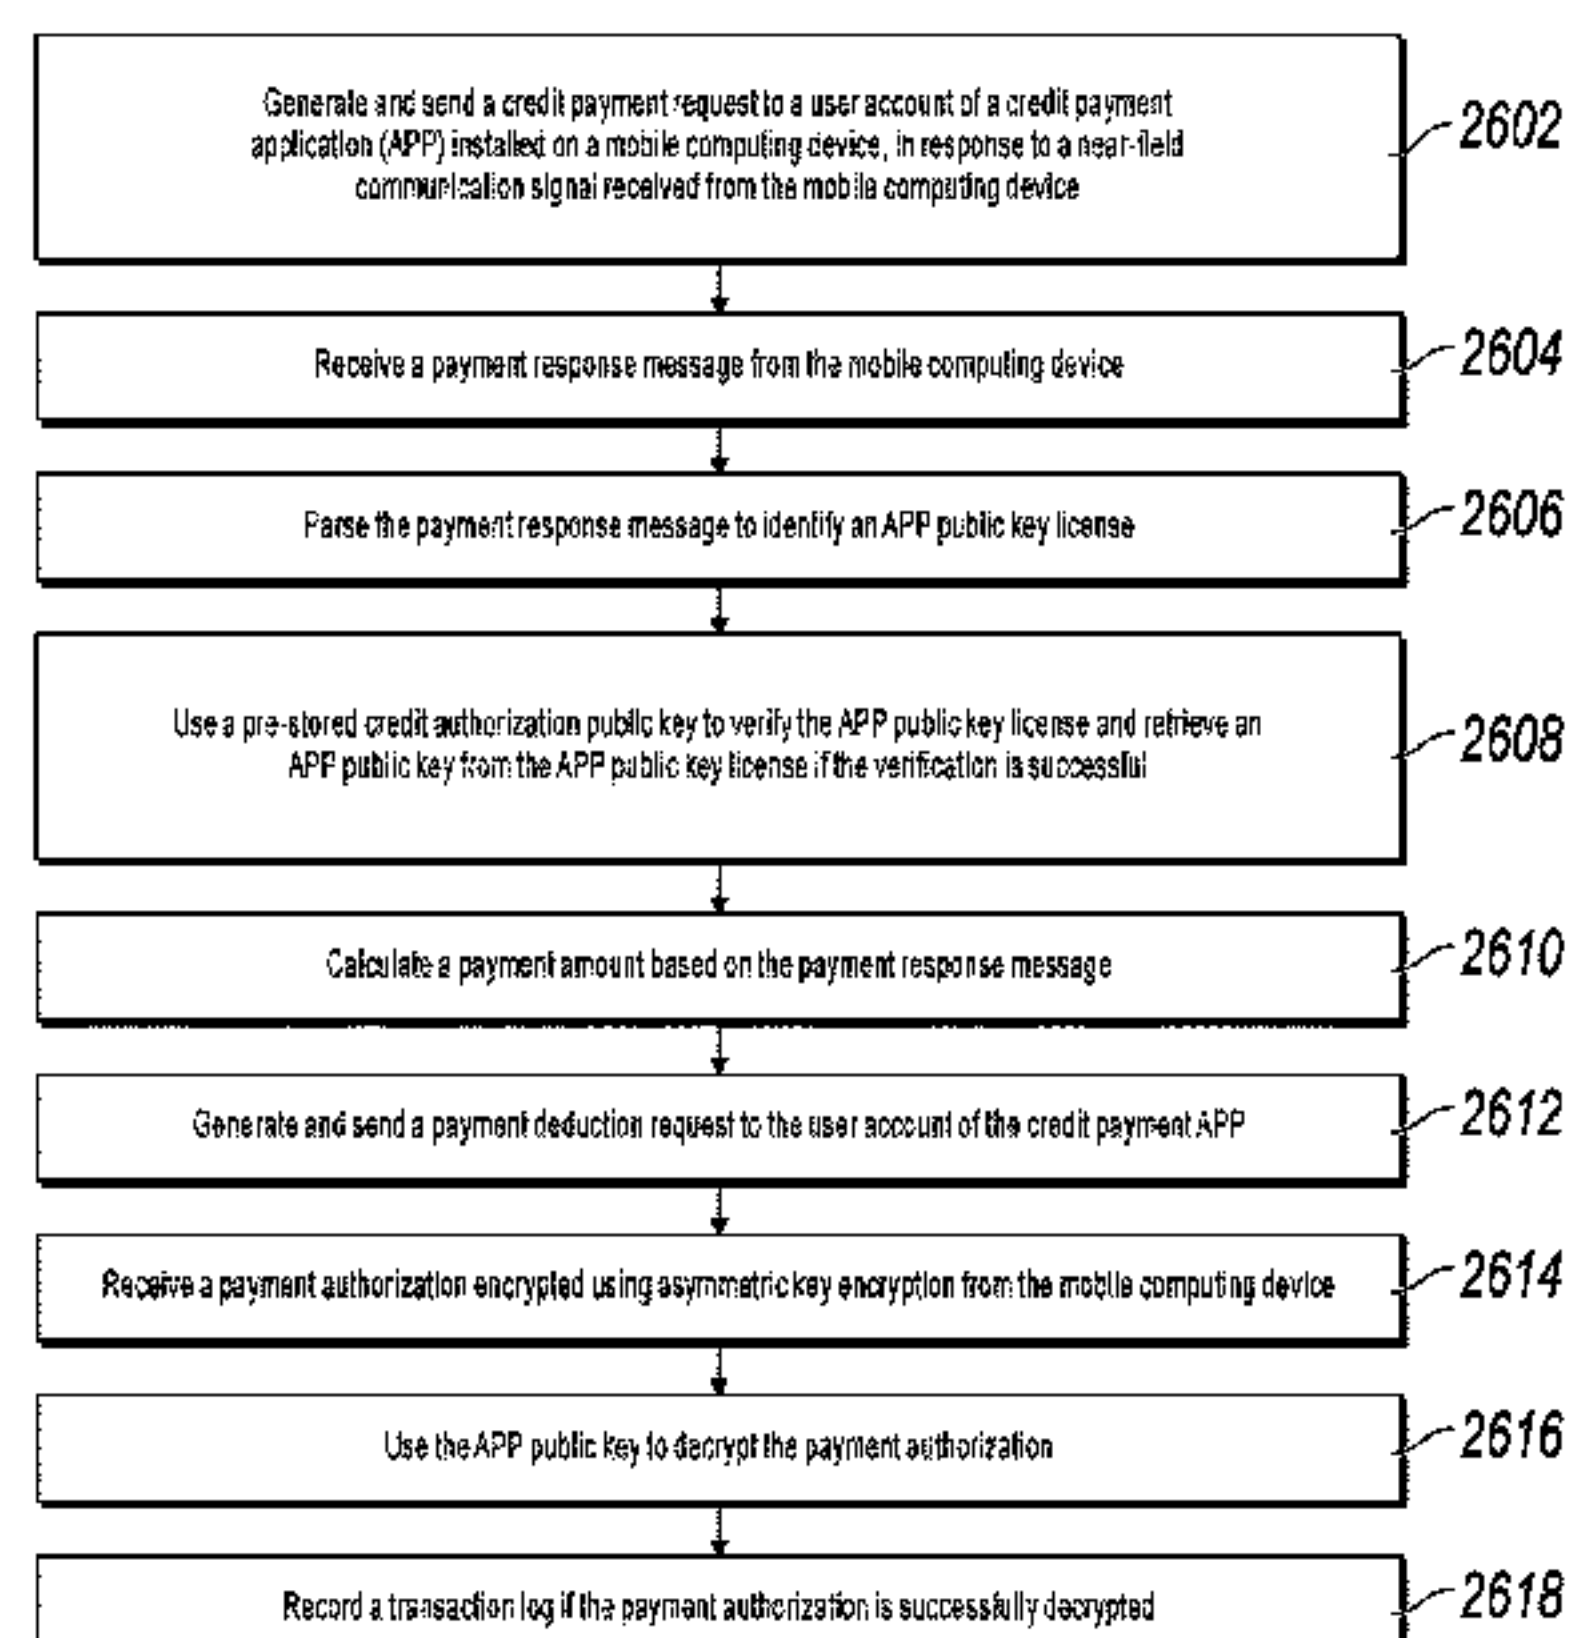 Generate and send a credit payment request to a user account of a credit payment
application (APP) installed on a mobile computing device, in response to a near-field
communication signal received from the mobile computing device
2602
Receive a payment response message from the mobile computing device
2604
Parse the payment response message to identify an APP public key license
2606
Use a pre-stored credit authorization public key to verify the APP public key license and retrieve an
APP public key from the APP public key license if the verification is successful
2608
Calculate a payment amount based on the payment response message
2610
Generate and send a payment deduction request to the user account of the credit payment APP
2612
Receive a payment authorization encrypted using asymmetric key encryption from the mobile computing device
2614
Use the APP public key to decrypt the payment authorization
2616
Record a transaction log if the payment authorization is successfully decrypted
2618